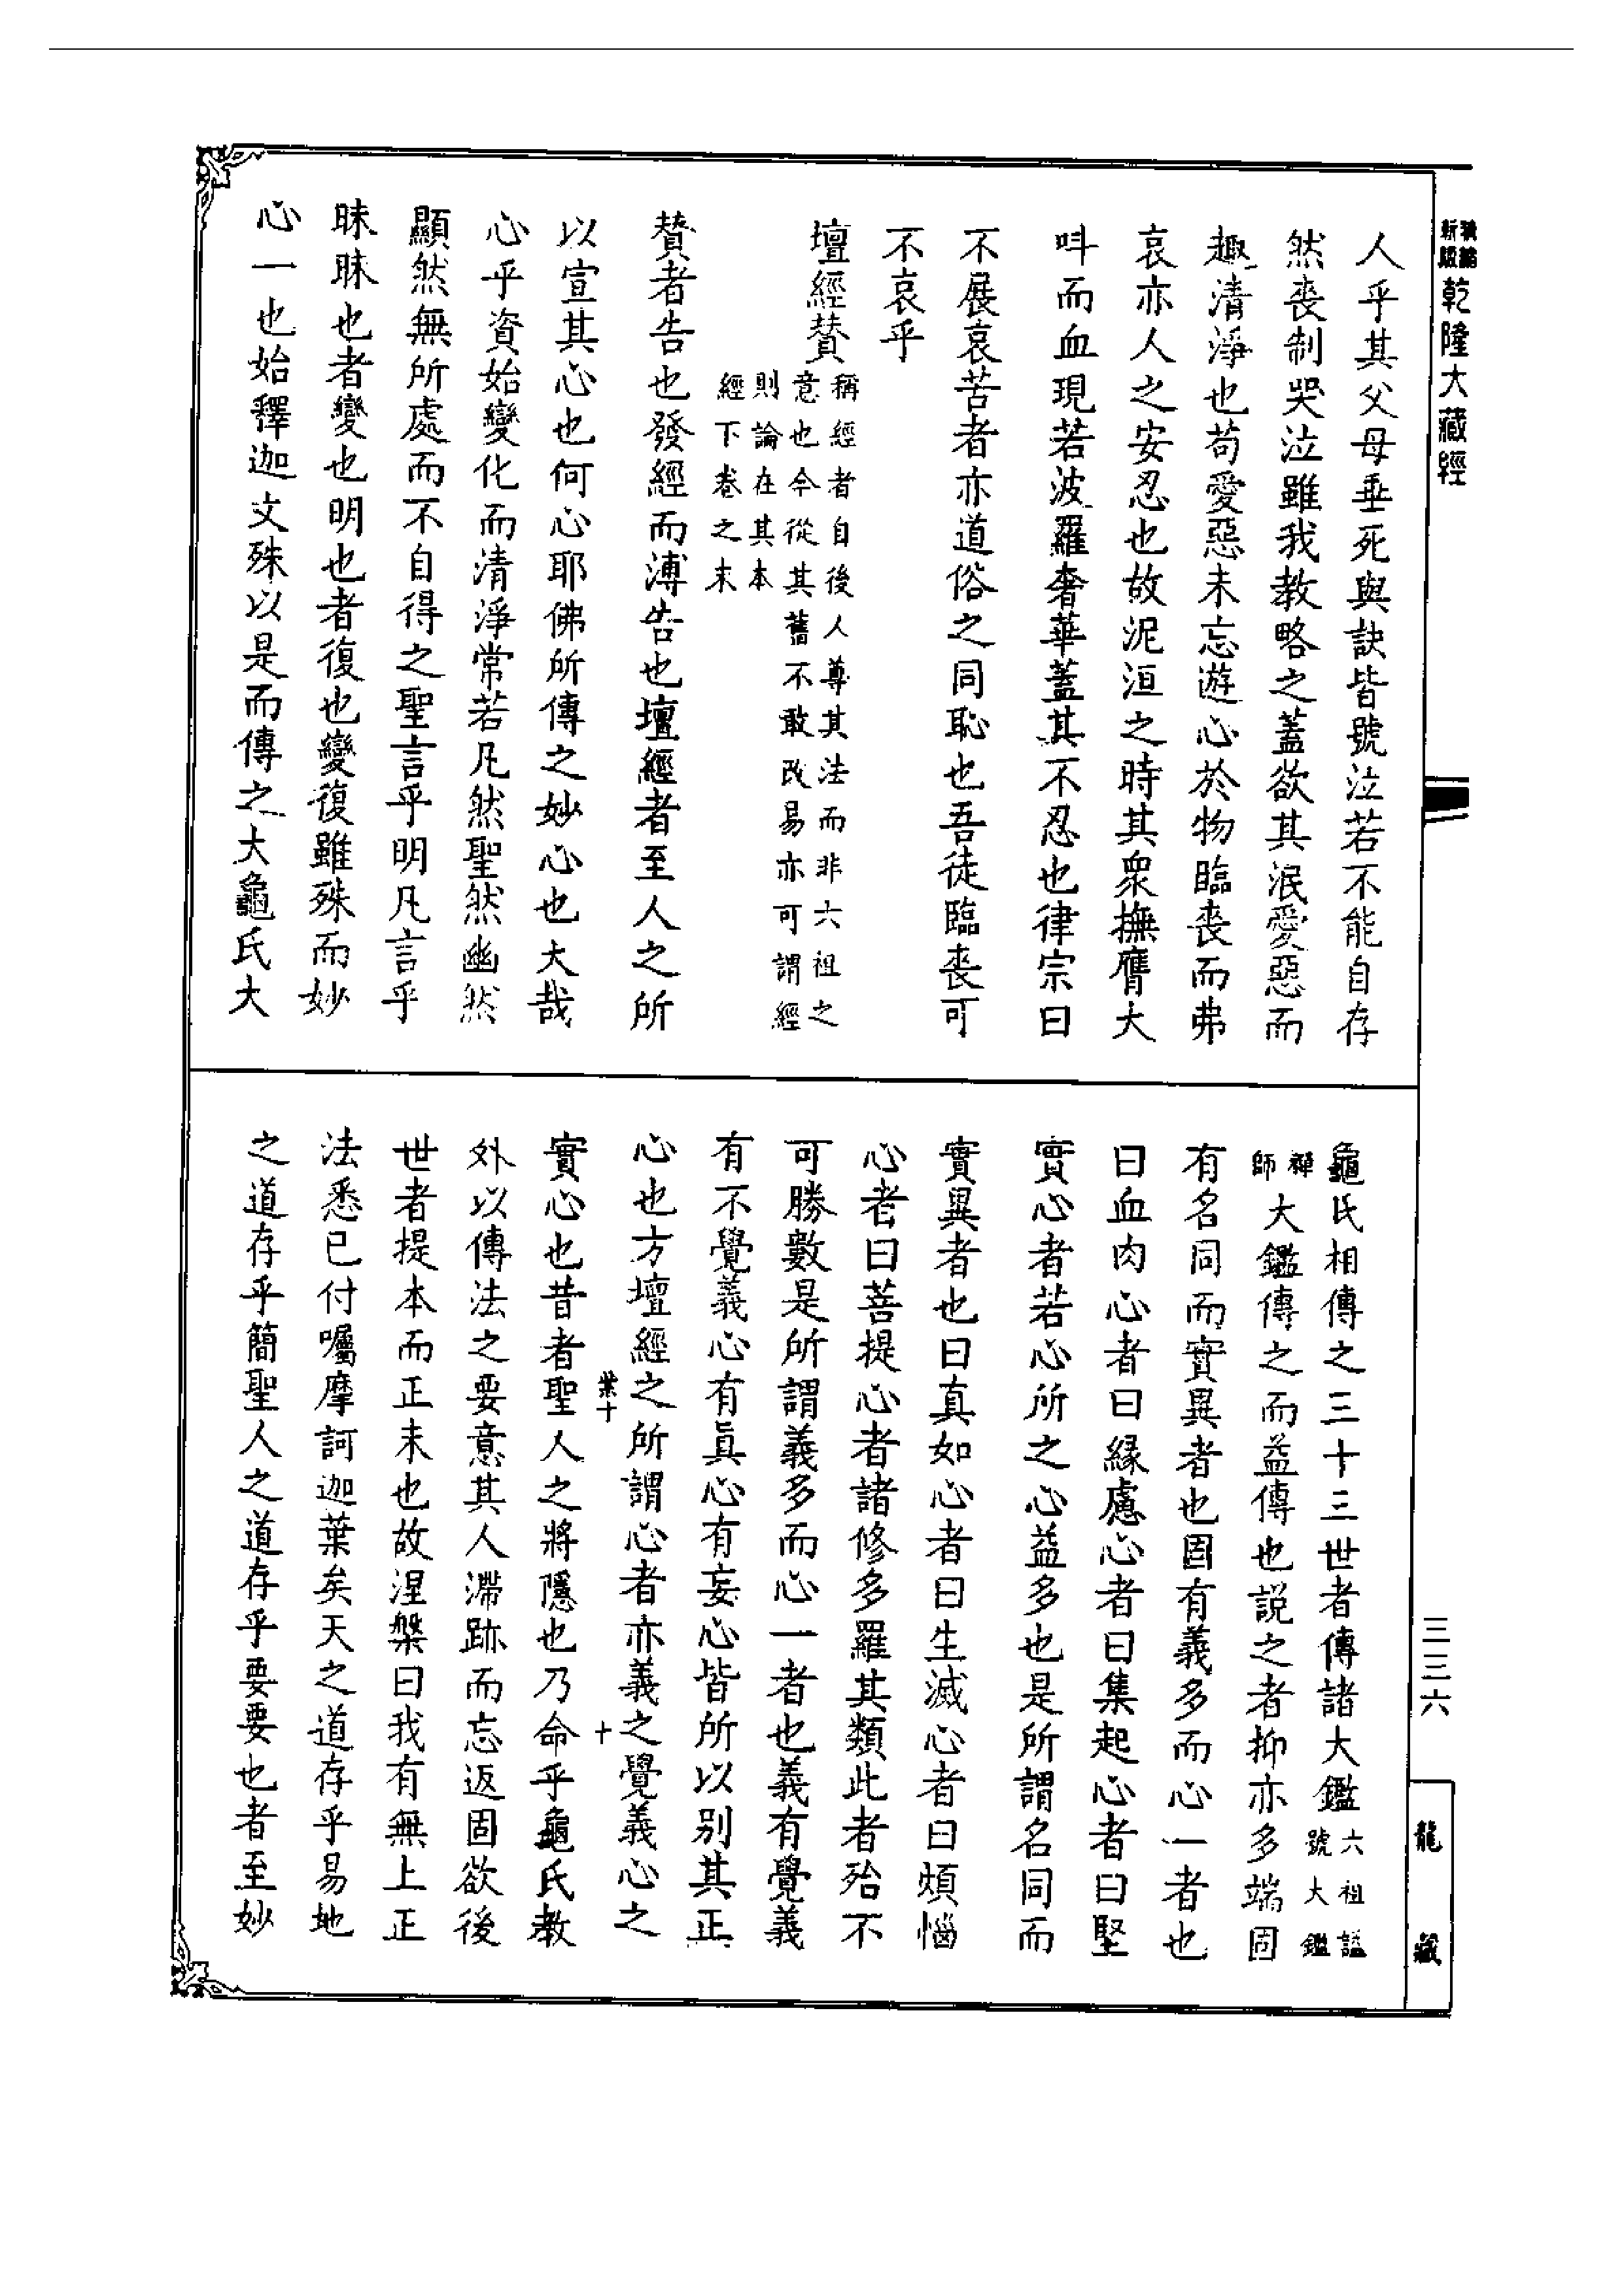 乾隆大藏經
人乎其父母垂死與訣皆號泣若不能自存
然喪制哭泣雖我教略之蓋欲其泯愛惡而
趣清淨也苟愛惡未忘遊心於物臨喪而弗
哀亦人之安忍也故泥洹之時其眾撫膺大
呌而血現若波羅奢華蓋其不忍也律宗曰
不展哀苦者亦道俗之同恥也吾徒臨喪可
不哀乎
壇經贊
稱經者自後人尊其法而非六祖之
意也今從其舊不敢改易亦可謂經
則論在其本
經下卷之末
贊者告也發經而溥告也壇經者至人之所
以宣其心也何心耶佛所傳之妙心也大哉
心乎資始變化而清淨常若凡然聖然幽然
顯然無所處而不自得之聖言乎明凡言乎
昧昧也者變也明也者復也變復雖殊而妙
心一也始釋迦文殊以是而傳之大龜氏大
龜氏相傳之三十三世者傳諸大鑑
六祖謚
號大鑑
禪
師
大鑑傳之而益傳也說之者抑亦多端固
有名同而實異者也固有義多而心一者也
曰血肉心者曰緣慮心者曰集起心者曰堅
實心者若心所之心益多也是所謂名同而
實異者也曰真如心者曰生滅心者曰煩惱
心者曰菩提心者諸修多羅其類此者殆不
可勝數是所謂義多而心一者也義有覺義
有不覺義心有真心有妄心皆所以別其正
心也方壇經之所謂心者亦義之覺義心之
業十
十
實心也昔者聖人之將隱也乃命乎龜氏教
外以傳法之要意其人滯跡而忘返固欲後
世者提本而正末也故涅槃曰我有無上正
法悉已付囑摩訶迦葉矣天之道存乎易地
之道存乎簡聖人之道存乎要要也者至妙
三三六
龍藏